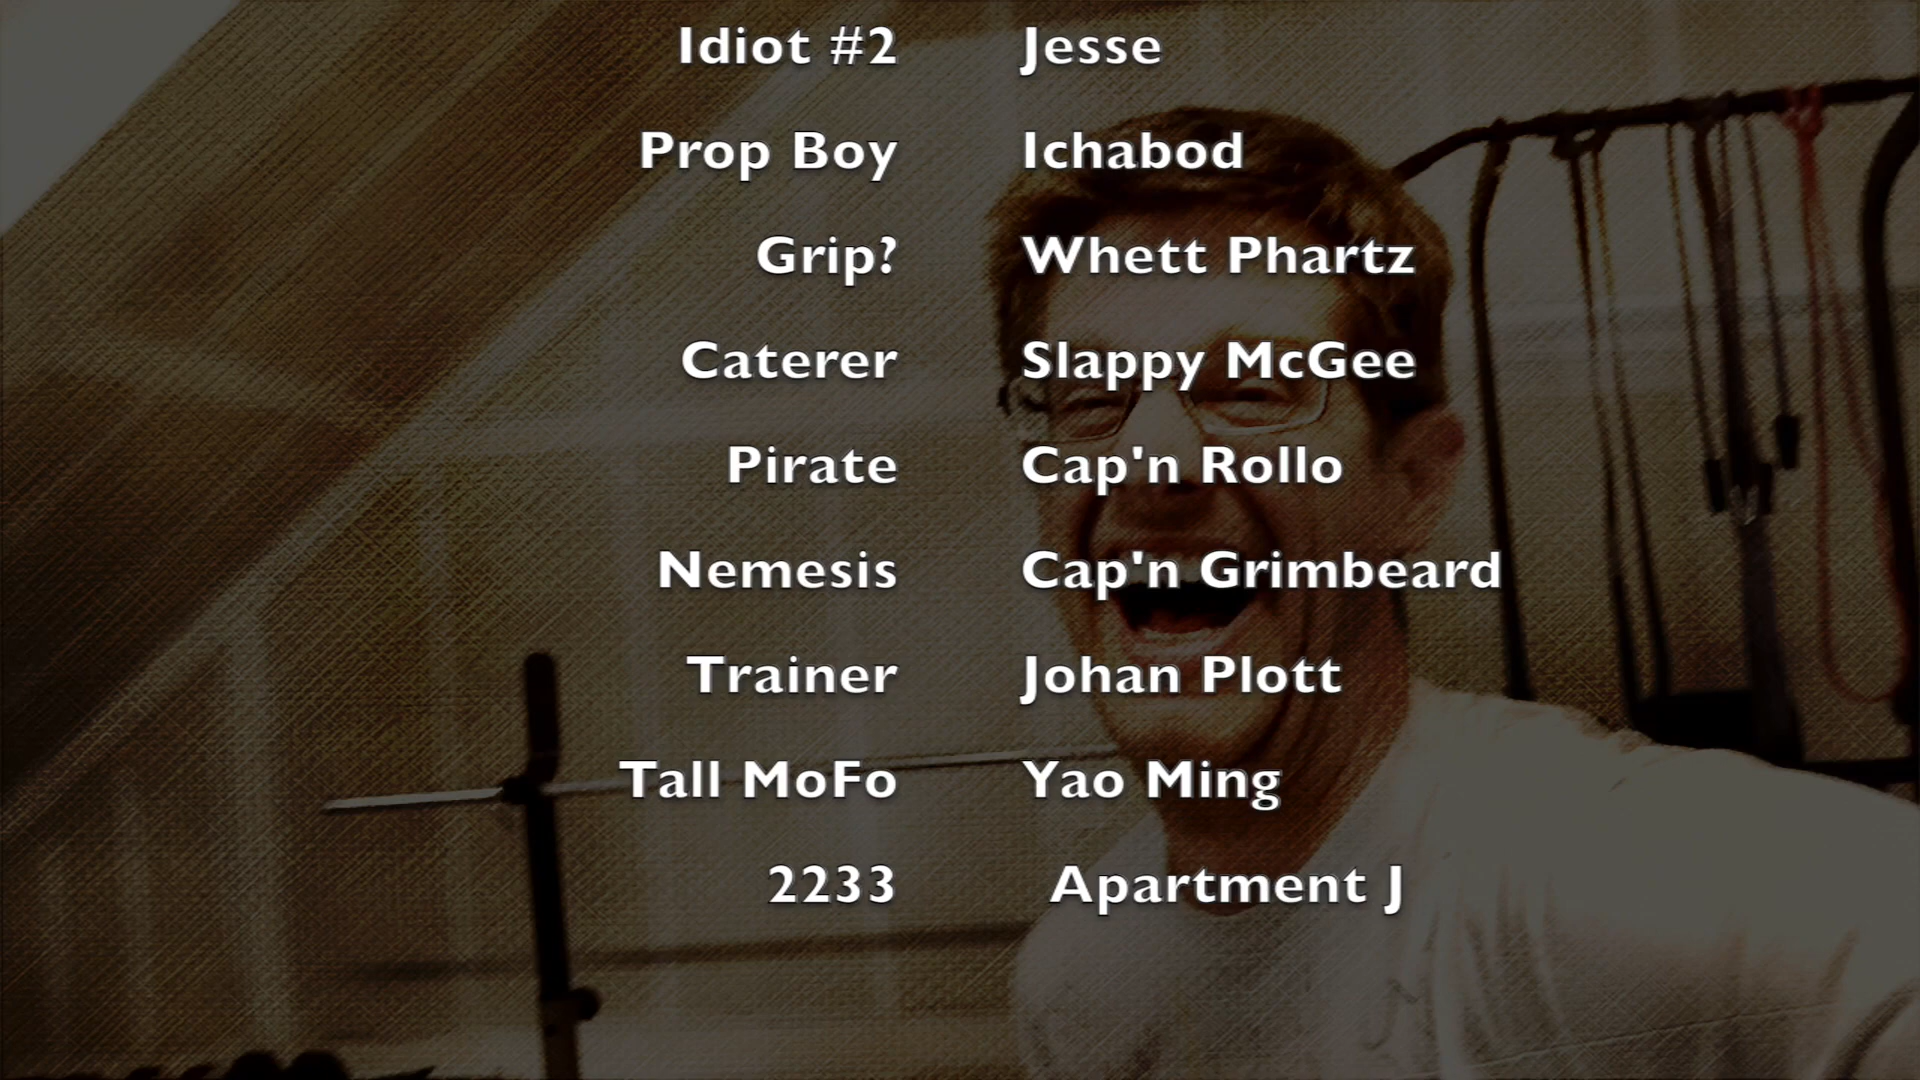 Idiot #2 Jesse
Prop Boy Ichabod
Grip? Whett Phartz
Caterer Slappy McGee
Pirate Cap'n Rollo
Nemesis Cap'n Grimbeard
Trainer Johan Plott
Tall MoFo Yao Ming
2233 Apartment J